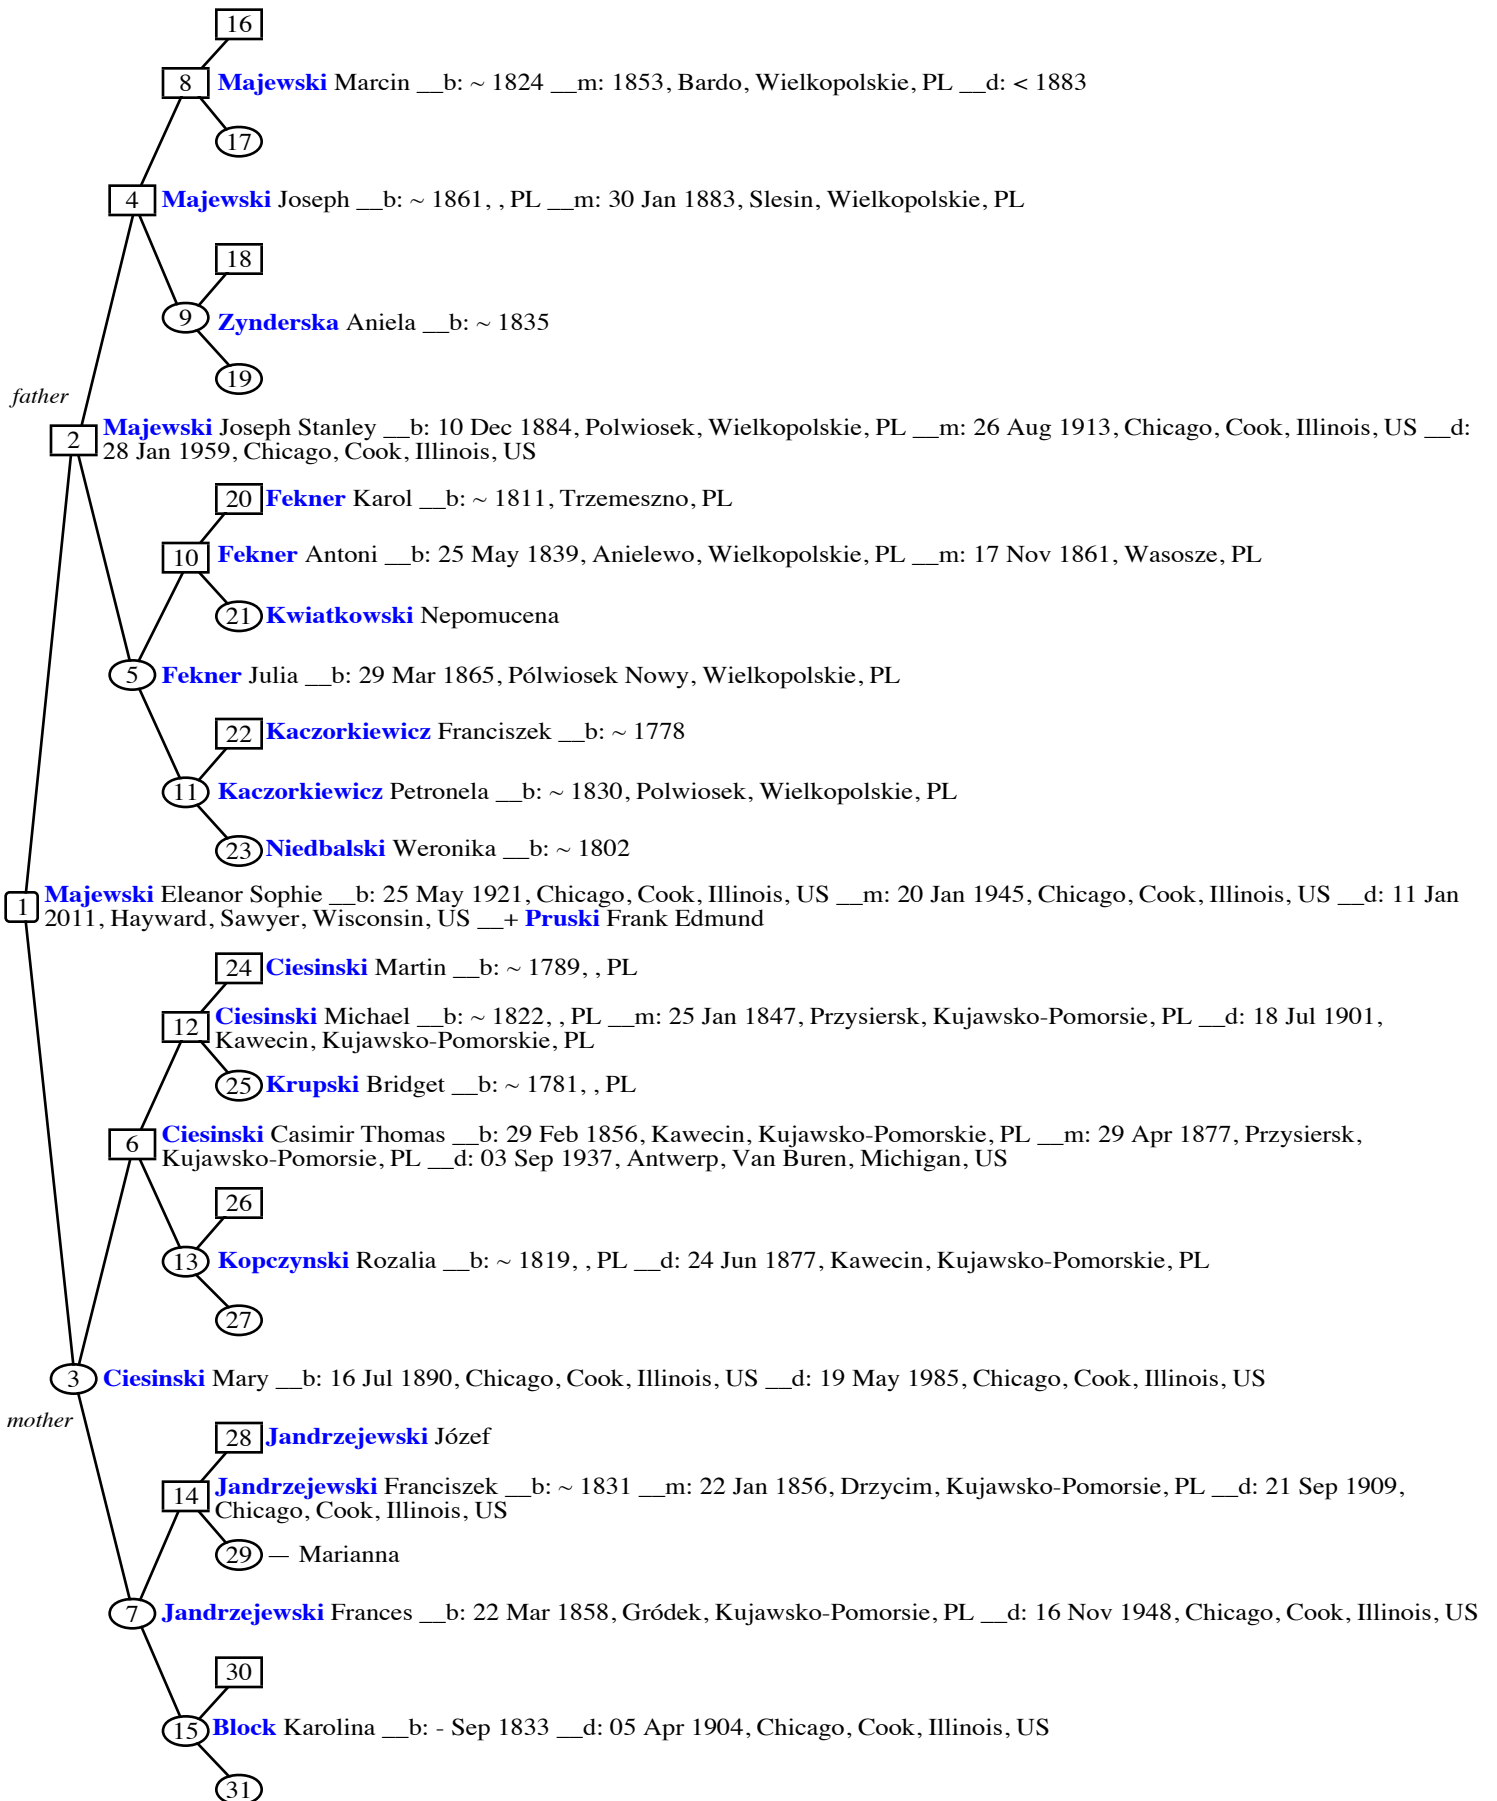 16
8 Majewski Marcin __b: ~ 1824 __m: 1853, Bardo, Wielkopolskie, PL __d: < 1883
17
4 Majewski Joseph __b: ~ 1861, , PL __m: 30 Jan 1883, Slesin, Wielkopolskie, PL
18
9 Zynderska Aniela __b: ~ 1835
19
father
2 Majewski Joseph Stanley __b: 10 Dec 1884, Polwiosek, Wielkopolskie, PL __m: 26 Aug 1913, Chicago, Cook, Illinois, US __d:
28 Jan 1959, Chicago, Cook, Illinois, US
20 Fekner Karol __b: ~ 1811, Trzemeszno, PL
10 Fekner Antoni __b: 25 May 1839, Anielewo, Wielkopolskie, PL __m: 17 Nov 1861, Wasosze, PL
21 Kwiatkowski Nepomucena
5 Fekner Julia __b: 29 Mar 1865, Pólwiosek Nowy, Wielkopolskie, PL
22 Kaczorkiewicz Franciszek __b: ~ 1778
11 Kaczorkiewicz Petronela __b: ~ 1830, Polwiosek, Wielkopolskie, PL
23 Niedbalski Weronika __b: ~ 1802
1 Majewski Eleanor Sophie __b: 25 May 1921, Chicago, Cook, Illinois, US __m: 20 Jan 1945, Chicago, Cook, Illinois, US __d: 11 Jan
2011, Hayward, Sawyer, Wisconsin, US __+ Pruski Frank Edmund
24 Ciesinski Martin __b: ~ 1789, , PL
12 Ciesinski Michael __b: ~ 1822, , PL __m: 25 Jan 1847, Przysiersk, Kujawsko-Pomorsie, PL __d: 18 Jul 1901,
Kawecin, Kujawsko-Pomorskie, PL
25 Krupski Bridget __b: ~ 1781, , PL
6 Ciesinski Casimir Thomas __b: 29 Feb 1856, Kawecin, Kujawsko-Pomorskie, PL __m: 29 Apr 1877, Przysiersk,
Kujawsko-Pomorsie, PL __d: 03 Sep 1937, Antwerp, Van Buren, Michigan, US
26
13 Kopczynski Rozalia __b: ~ 1819, , PL __d: 24 Jun 1877, Kawecin, Kujawsko-Pomorskie, PL
27
3 Ciesinski Mary __b: 16 Jul 1890, Chicago, Cook, Illinois, US __d: 19 May 1985, Chicago, Cook, Illinois, US
mother
28 Jandrzejewski Józef
14 Jandrzejewski Franciszek __b: ~ 1831 __m: 22 Jan 1856, Drzycim, Kujawsko-Pomorsie, PL __d: 21 Sep 1909,
Chicago, Cook, Illinois, US
29 — Marianna
7 Jandrzejewski Frances __b: 22 Mar 1858, Gródek, Kujawsko-Pomorsie, PL __d: 16 Nov 1948, Chicago, Cook, Illinois, US
30
15 Block Karolina __b: - Sep 1833 __d: 05 Apr 1904, Chicago, Cook, Illinois, US
31